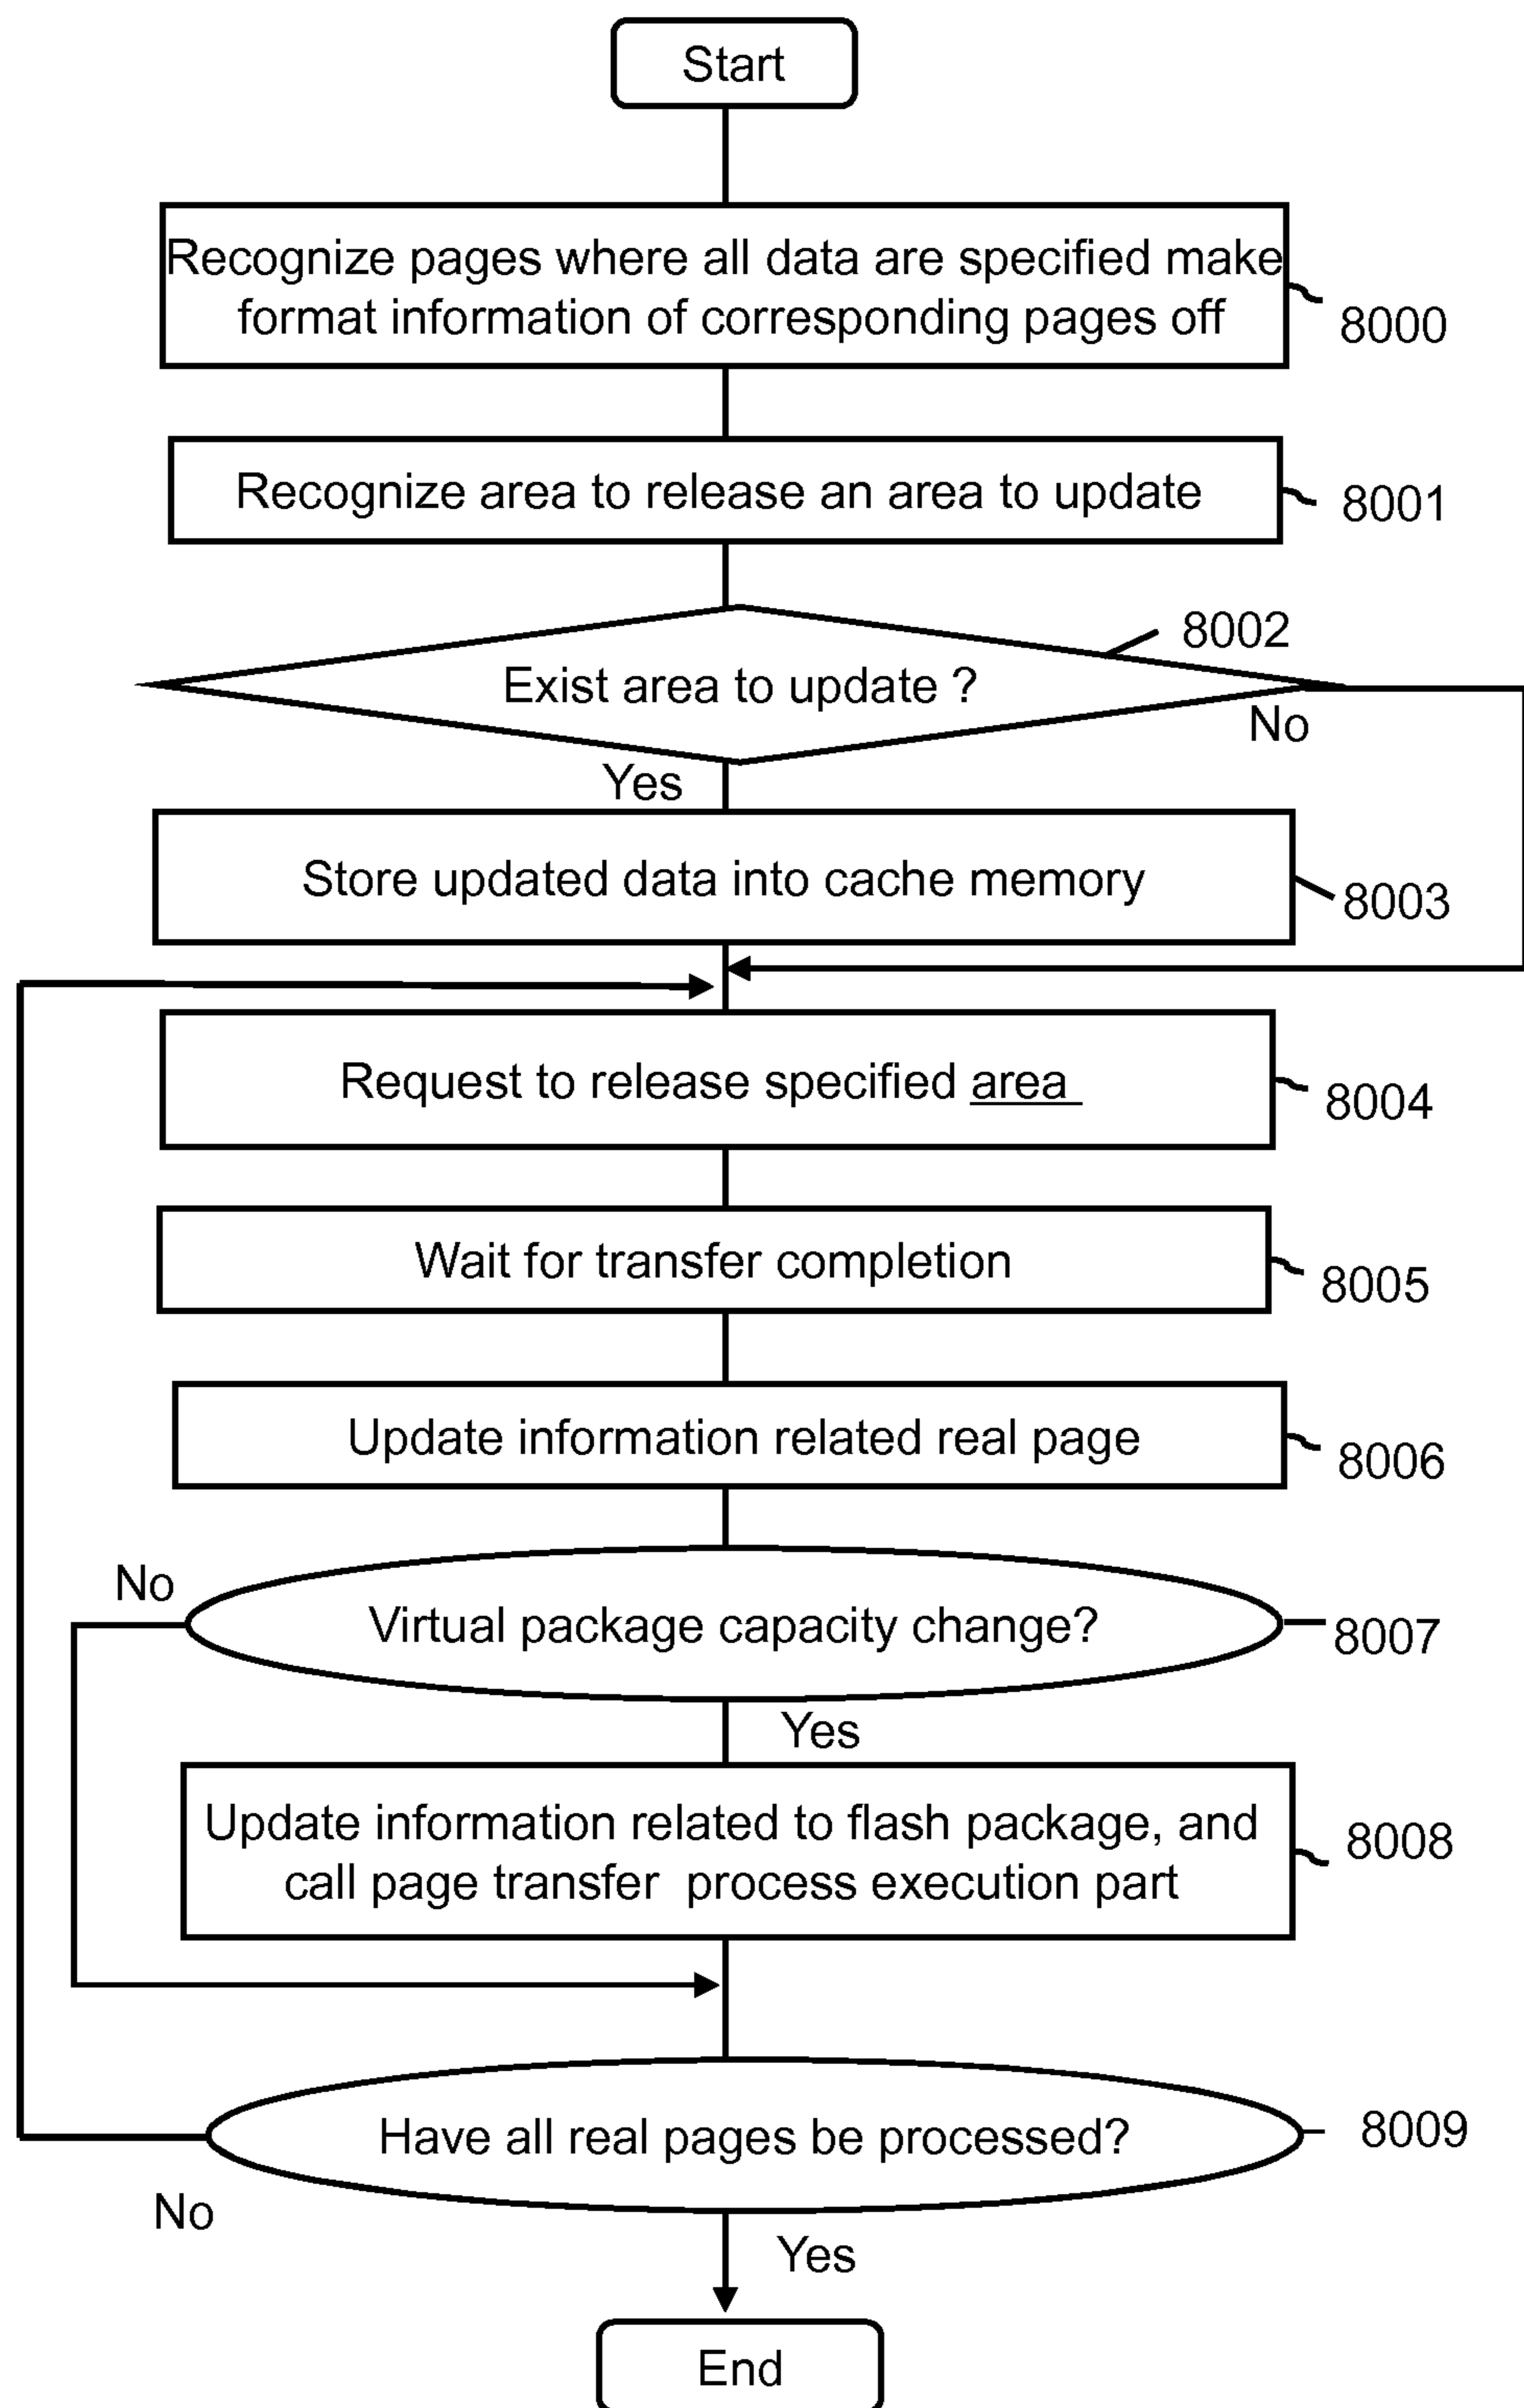 Start
Recognize pages where all data are specified make
format information of corresponding pages off
8000
Recognize area to release an area to update
8001
8002
Exist area to update ?
No
Yes
Store updated data into cache memory
8003
Request to release specified area
8004
Wait for transfer completion
8005
Update information related real page
8006
No
Virtual package capacity change?
8007
Yes
Update information related to flash package, and
call page transfer process execution part
8008
Have all real pages be processed?
8009
No
Yes
End